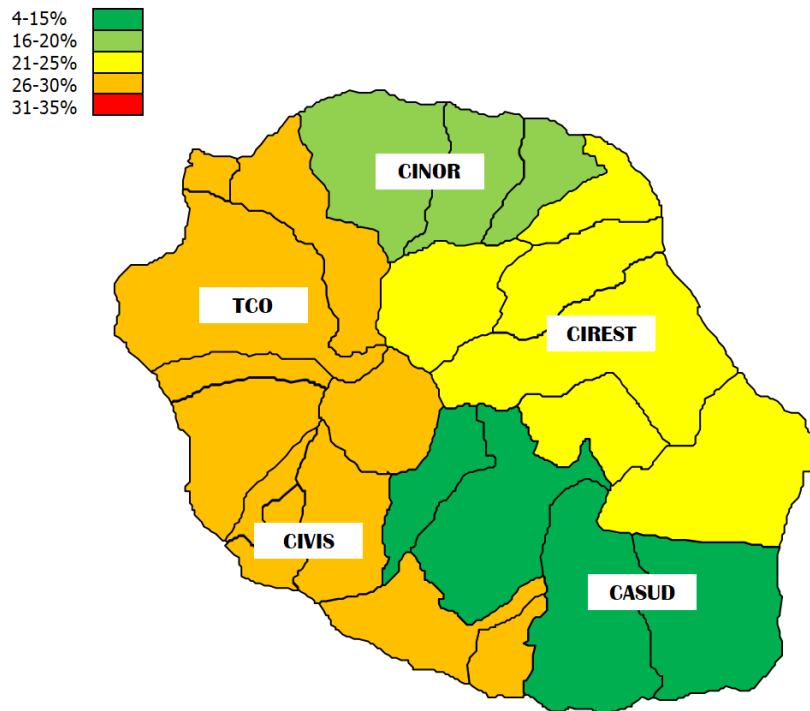 4-15%
16-20%
21-25%
26-30%
31-35%
CINOR
TCO
CIREST
CIVIS
CASUD